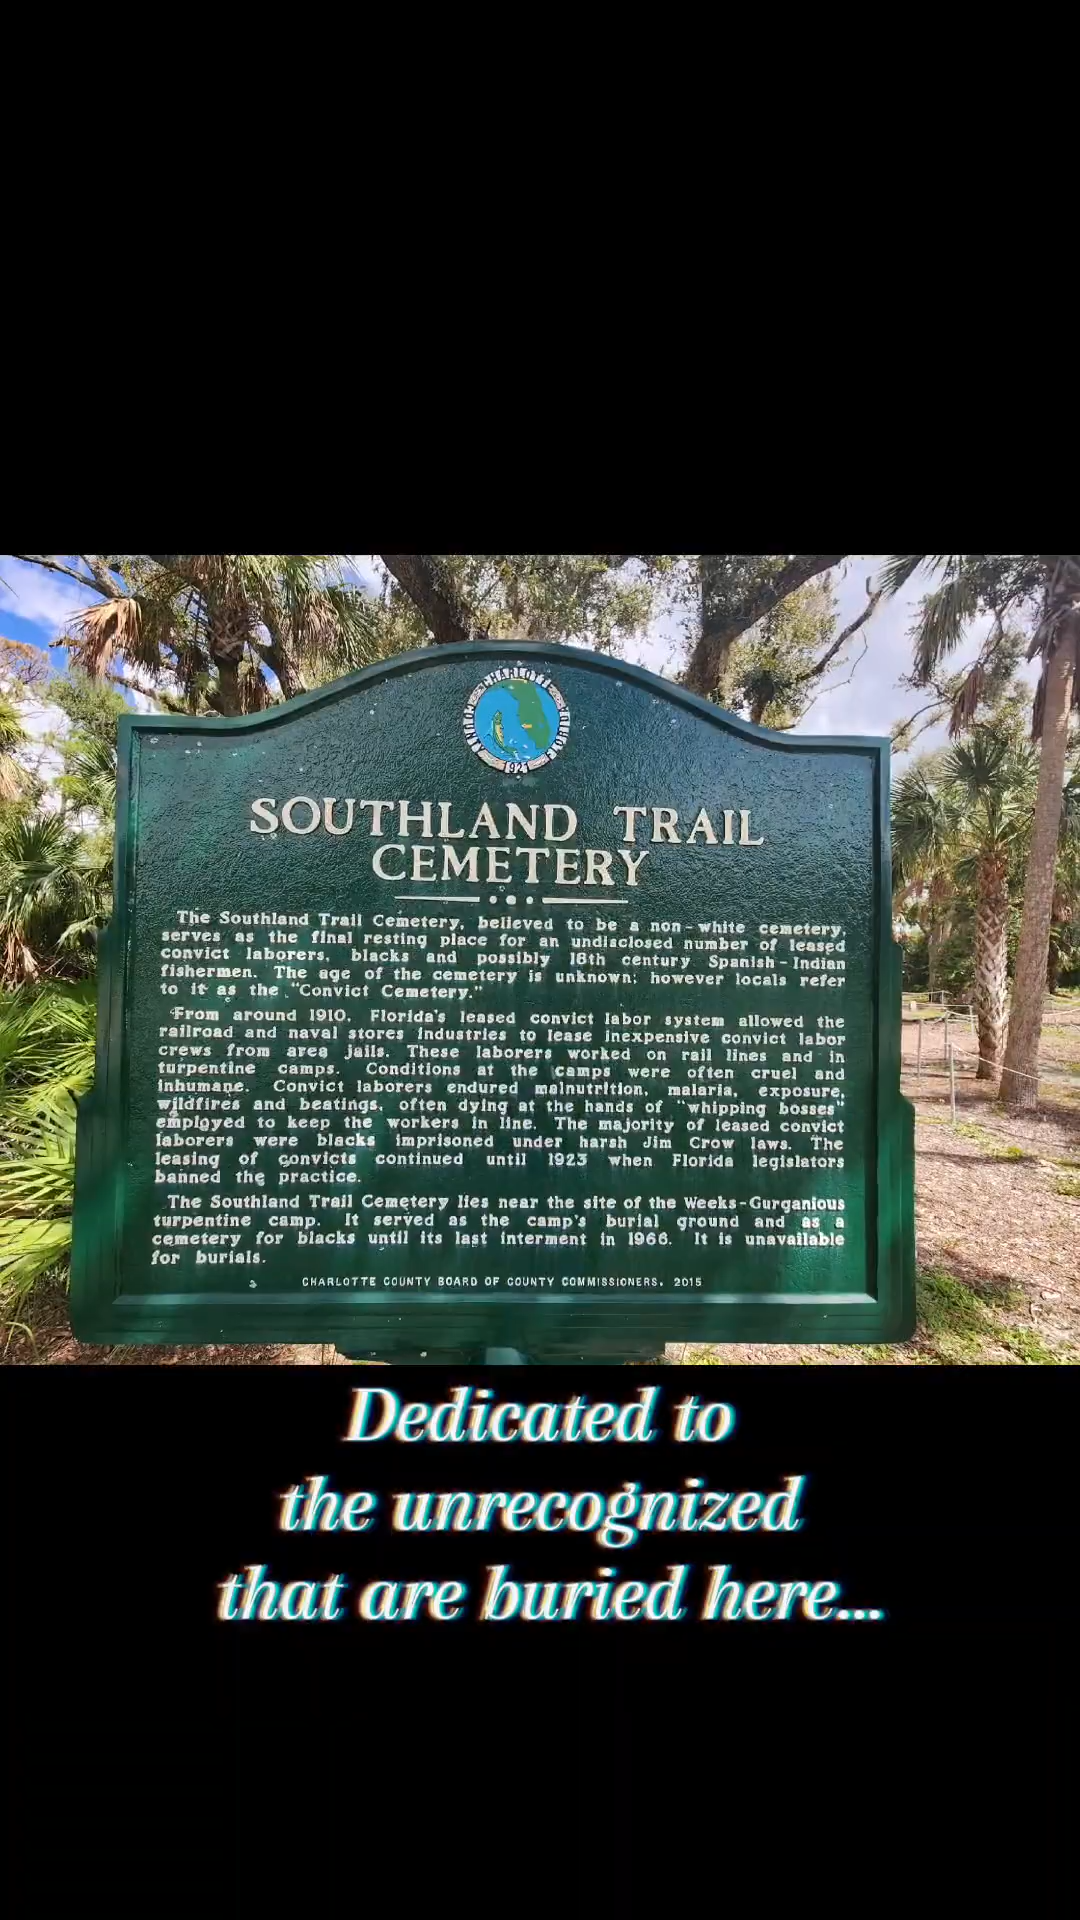 CHARLOTTE COUNTY FLORIDA
1921
SOUTHLAND TRAIL
CEMETERY
The Southland Trail Cemetery, believed to be a non-white cemetery,
serves as the final resting place for an undisclosed number of leased
convict laborers, blacks and possibly 16th century Spanish-Indian
fishermen. The age of the cemetery is unknown; however locals refer
to it as the "Convict Cemetery."
From around 1910, Florida's leased convict labor system allowed the
railroad and naval stores industries to lease inexpensive convict labor
crews from area jails. These laborers worked on rail lines and in
turpentine camps. Conditions at the camps were often cruel and
inhumane. Convict laborers endured malnutrition, malaria, exposure,
wildfires and beatings, often dying at the hands of "whipping bosses"
employed to keep the workers in line. The majority of leased convict
laborers were blacks imprisoned under harsh Jim Crow laws. The
leasing of convicts continued until 1923 when Florida legislators
banned the practice.
The Southland Trail Cemetery lies near the site of the Weeks-Gurganious
turpentine camp. It served as the camp's burial ground and as a
cemetery for blacks until its last interment in 1966. It is unavailable
for burials.
CHARLOTTE COUNTY BOARD OF COUNTY COMMISSIONERS, 2015
Dedicated to
the unrecognized
that are buried here...